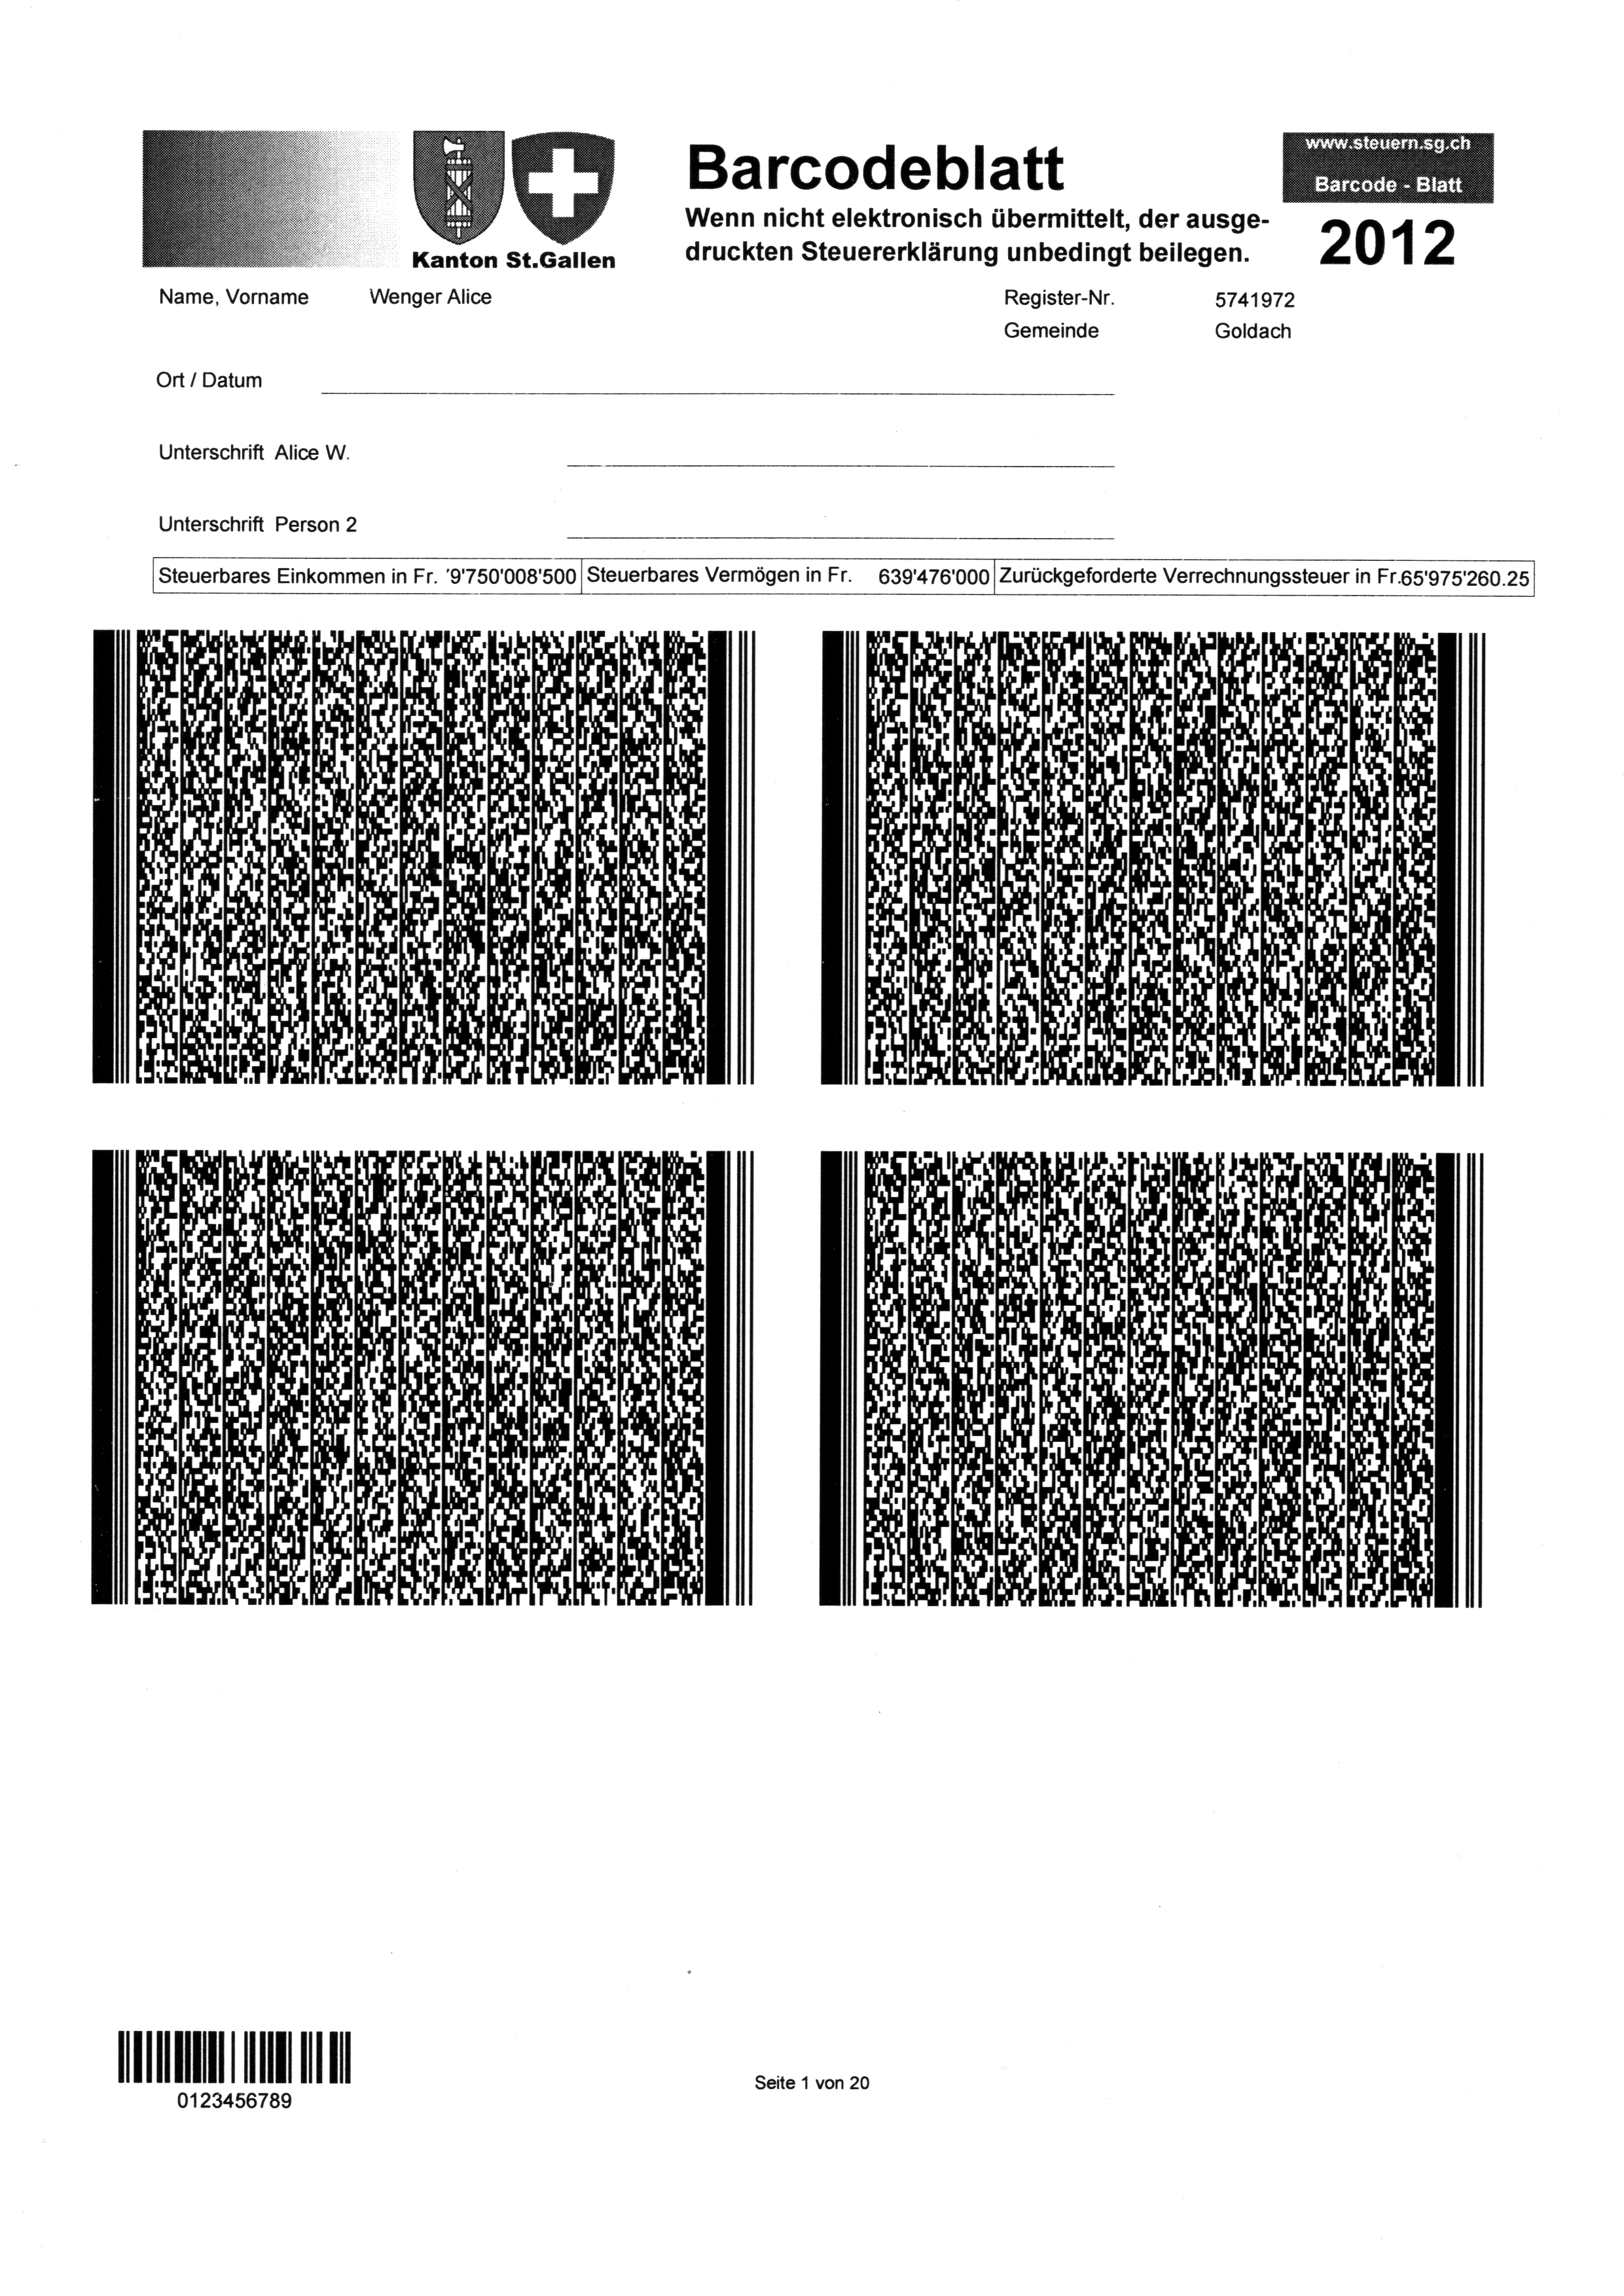 www.steuern.sg.ch
Barcode - Blatt
Barcodeblatt
Wenn nicht elektronisch übermittelt, der ausge-
druckten Steuererklärung unbedingt beilegen.
2012
Kanton St.Gallen
Name, Vorname Wenger Alice
Register-Nr. 5741972
Gemeinde Goldach
Ort / Datum
Unterschrift Alice W.
Unterschrift Person 2
Steuerbares Einkommen in Fr. '9'750'008'500 Steuerbares Vermögen in Fr. 639'476'000 Zurückgeforderte Verrechnungssteuer in Fr.65'975'260.25
0123456789
Seite 1 von 20